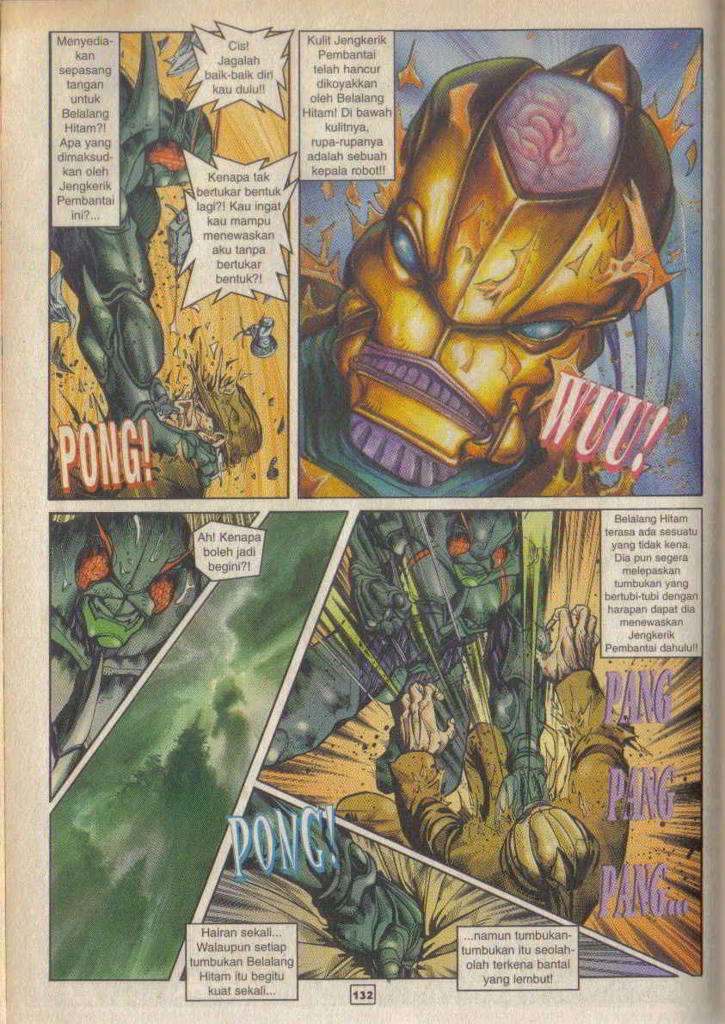 Menyedia-
kan
sepasang
tangan
untuk
Belalang
Hitam?!
Apa yang
dimaksud-
kan oleh
Jengkerik
Pembantai
ini?...
Cis!
Jagalah
baik-baik diri
kau dulu!!
Kenapa tak
bertukar bentuk
lagi?! Kau ingat
kau mampu
menewaskan
aku tanpa
bertukar
bentuk?!
PONG!
Kulit Jengkerik
Pembantai
telah hancur
dikoyakkan
oleh Belalang
Hitam! Di bawah
kulitnya,
rupa-rupanya
adalah sebuah
kepala robot!!
WUU!
Ah! Kenapa
boleh jadi
begini?!
Belalang Hitam
terasa ada sesuatu
yang tidak kena.
Dia pun segera
melepaskan
tumbukan yang
bertubi-tubi dengan
harapan dapat dia
menewaskan
Jengkerik
Pembantai dahulu!!
PANG
PANG
PANG...
PONG!
Hairan sekali...
Walaupun setiap
tumbukan Belalang
Hitam itu begitu
kuat sekali...
...namun tumbukan-
tumbukan itu seolah-
olah terkena bantai
yang lembut!
132